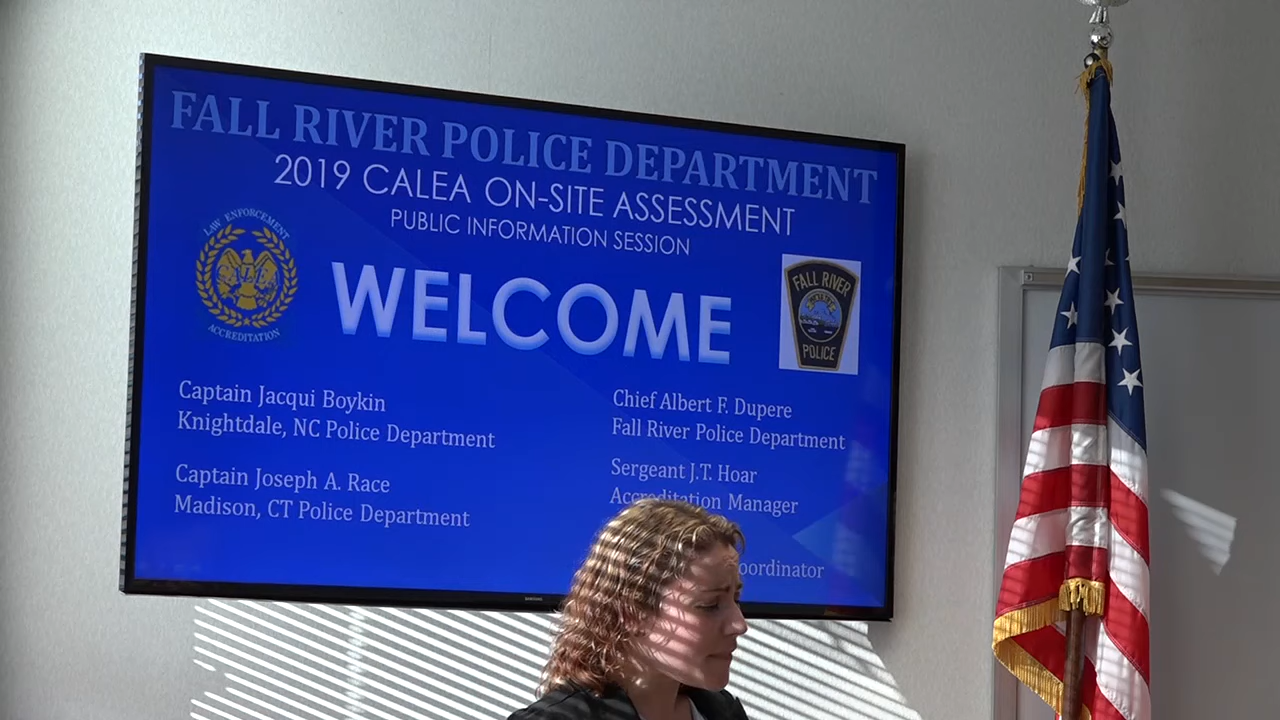 FALL RIVER POLICE DEPARTMENT
2019 CALEA ON-SITE ASSESSMENT
PUBLIC INFORMATION SESSION
LAW ENFORCEMENT
ACCREDITATION
WELCOME
FALL RIVER
POLICE
Captain Jacqui Boykin
Knightdale, NC Police Department
Captain Joseph A. Race
Madison, CT Police Department
Chief Albert F. Dupere
Fall River Police Department
Sergeant J.T. Hoar
Accreditation Manager
oordinator
SAMSUNG